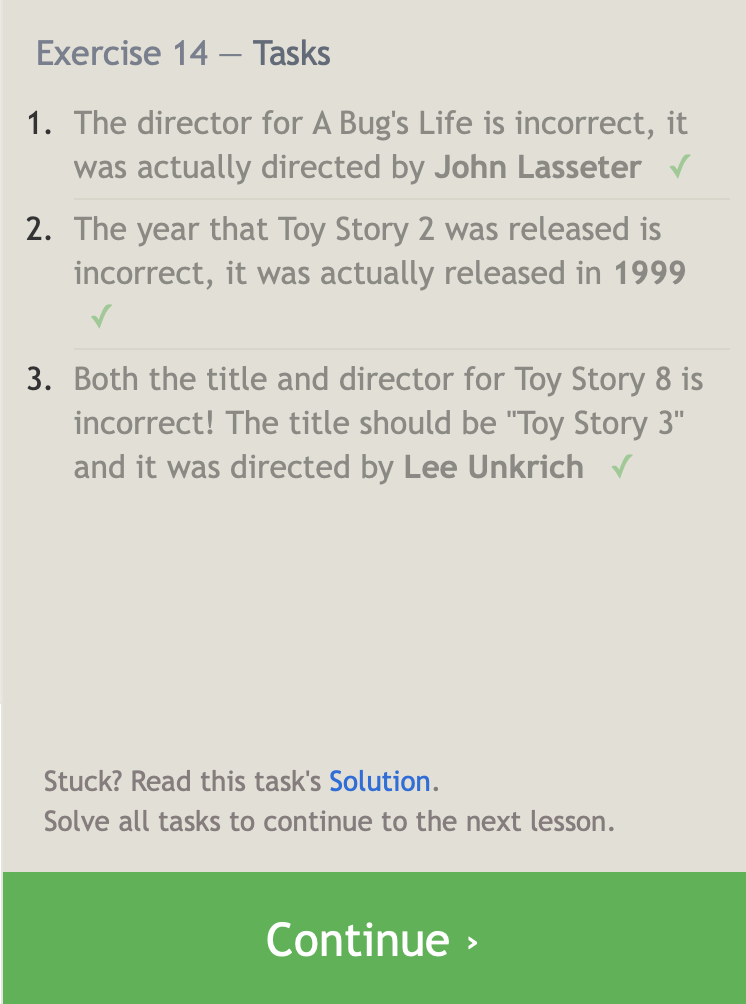 Exercise 14 — Tasks
1. The director for A Bug's Life is incorrect, it
was actually directed by John Lasseter ✓
2. The year that Toy Story 2 was released is
incorrect, it was actually released in 1999
✓
3. Both the title and director for Toy Story 8 is
incorrect! The title should be "Toy Story 3"
and it was directed by Lee Unkrich ✓
Stuck? Read this task's Solution.
Solve all tasks to continue to the next lesson.
Continue ›